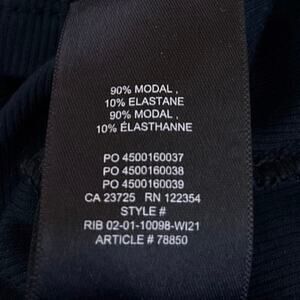 90% MODAL,
10% ELASTANE
90% MODAL,
10% ÉLASTHANNE
PO 4500160037
PO 4500160038
PO 4500160039
CA 23725 RN 122354
STYLE #
RIB 02-01-10098-WI21
ARTICLE # 78850